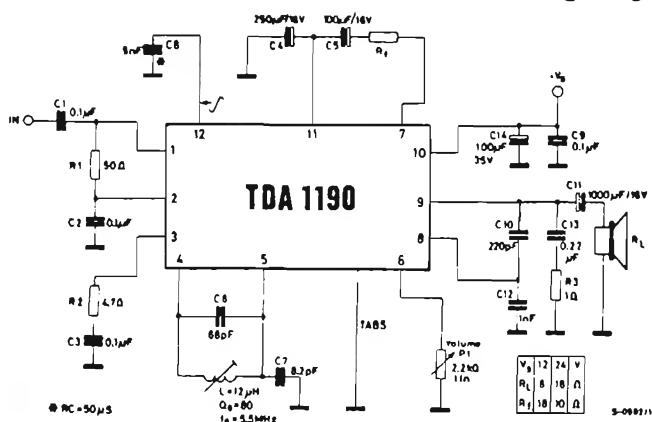 250µF/16V 100µF/16V
C4 C5 Rf
C8
12 11 7
IN C1 0.1µF
+Vs
1 10 C14 C9
100µF 0.1µF
35V
R1 50Ω
TDA 1190
C11 1000µF/16V
2 9
C10 C13
C2 0.1µF
220pF 0.22 µF
RL
3 8
4 5 6
R2 4.7Ω
C6
68pF
R3
1Ω
C12
1nF
TABS
C3 0.1µF
C7 8.2pF
Volume
P1
2.2kΩ
Lin
L=12µH
Q0=80
f0=5.5MHz
Vs 12 24 V
RL 8 16 Ω
Rf 18 10 Ω
* RC=50µS